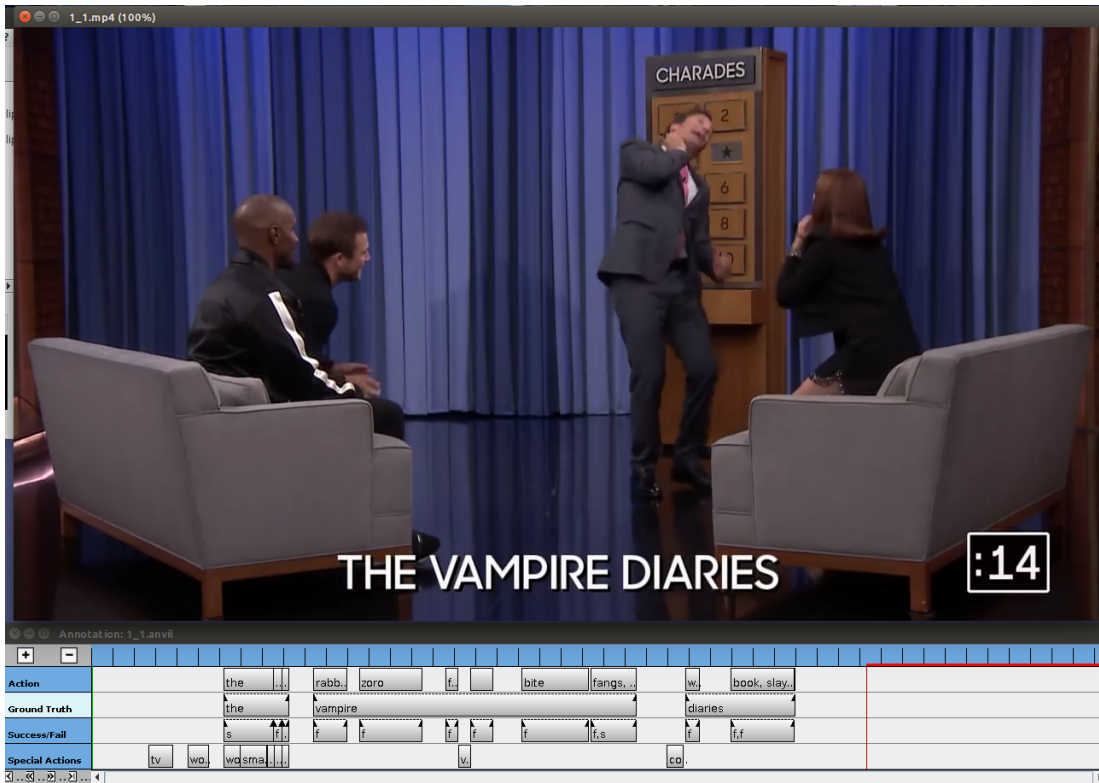 1_1.mp4 (100%)
?
CHARADES
2
6
8
THE VAMPIRE DIARIES
:14
Annotation: 1_1.anvil
+ -
Action the ... rabb.. zoro f.. bite fangs, .. w.. book, slay..
Ground Truth the vampire diaries
Success/Fail s f . f f f f f f,s f f,f
Special Actions tv wo.. wo sma.. .. v. co .